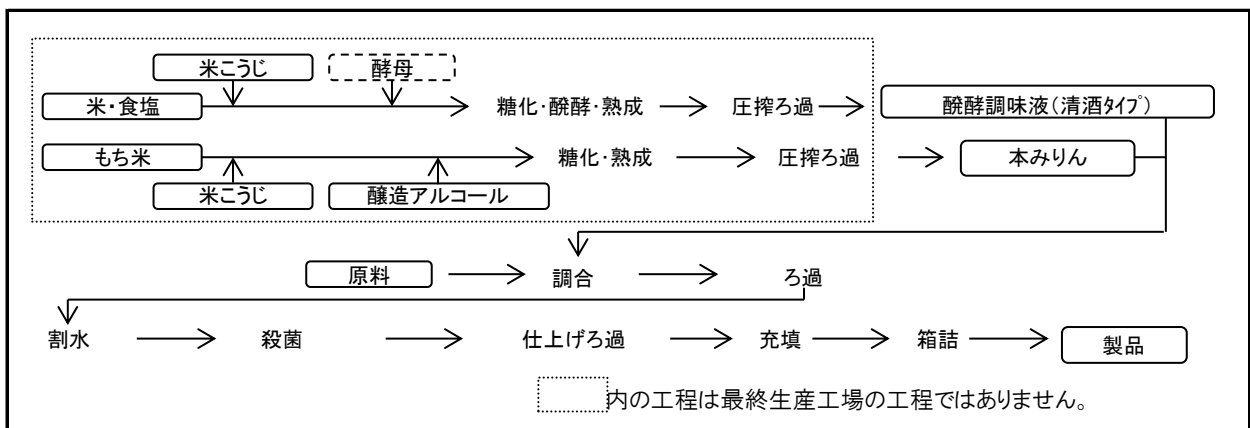 米こうじ 酵母
米・食塩 糖化・醗酵・熟成 圧搾ろ過 醗酵調味液(清酒ﾀｲﾌﾟ)
もち米 糖化・熟成 圧搾ろ過 本みりん
米こうじ 醸造アルコール
原料 調合 ろ過
割水 殺菌 仕上げろ過 充填 箱詰 製品
内の工程は最終生産工場の工程ではありません。